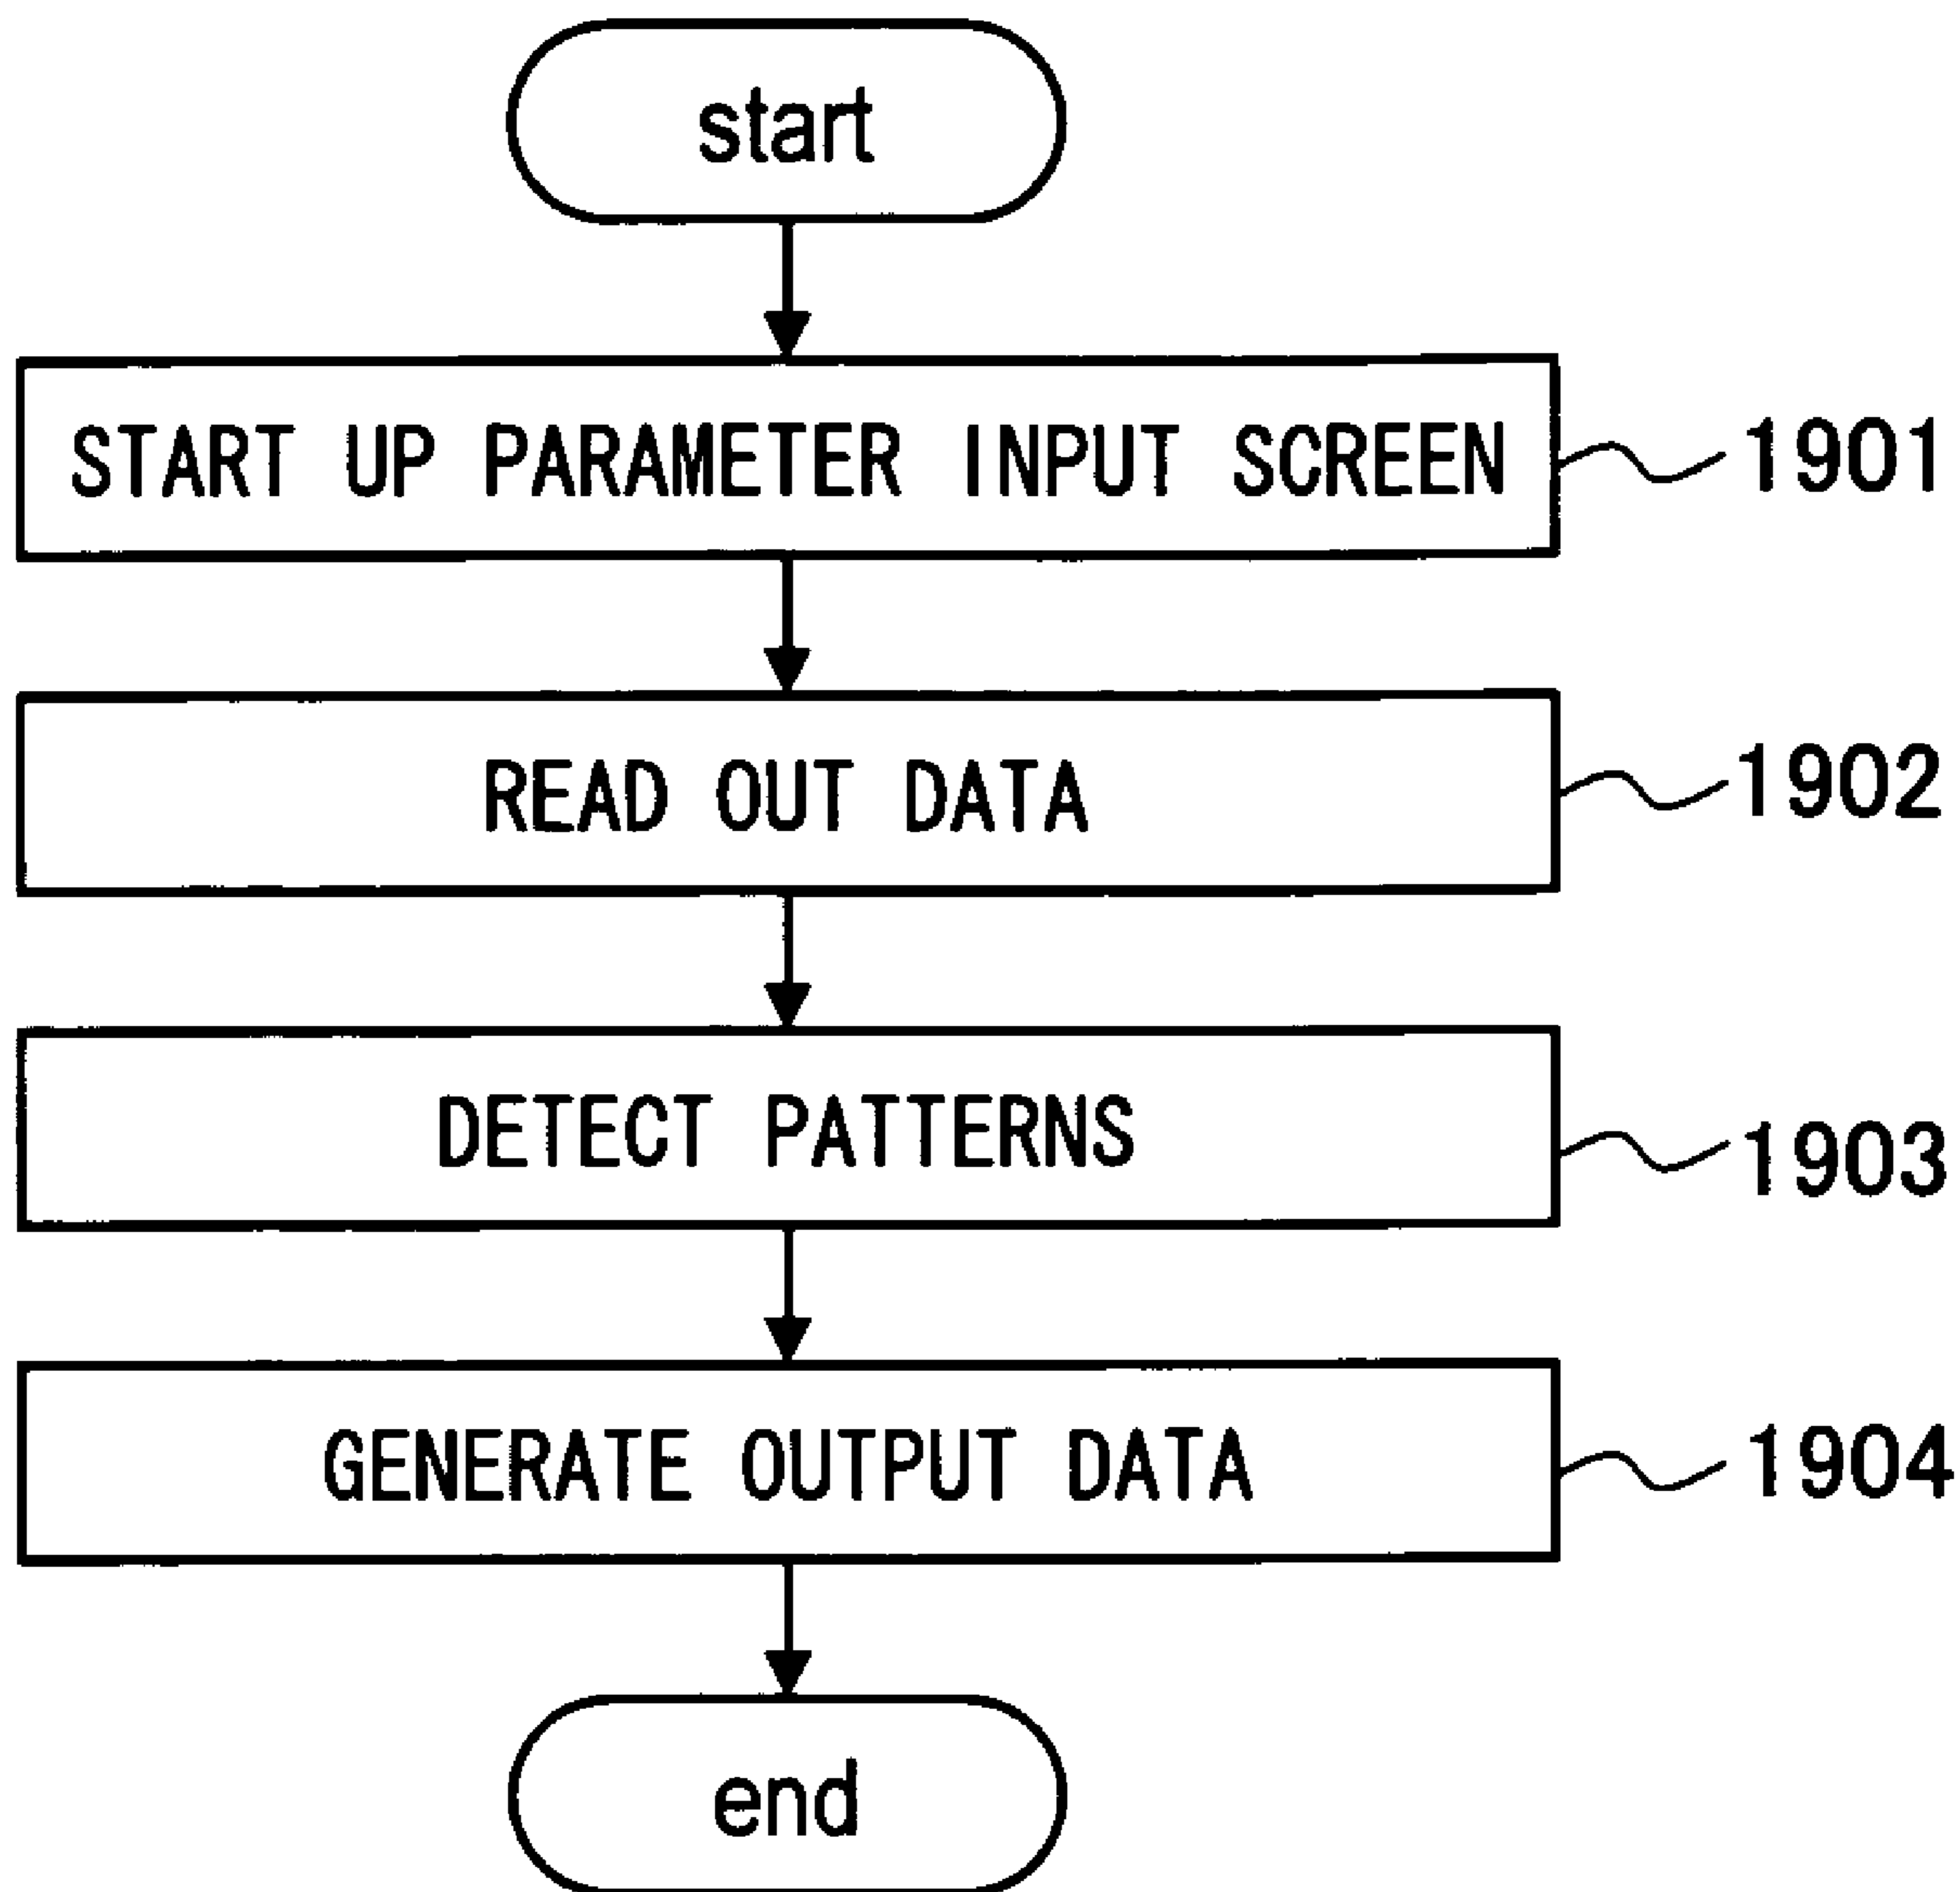 start
START UP PARAMETER INPUT SCREEN 1901
READ OUT DATA 1902
DETECT PATTERNS 1903
GENERATE OUTPUT DATA 1904
end